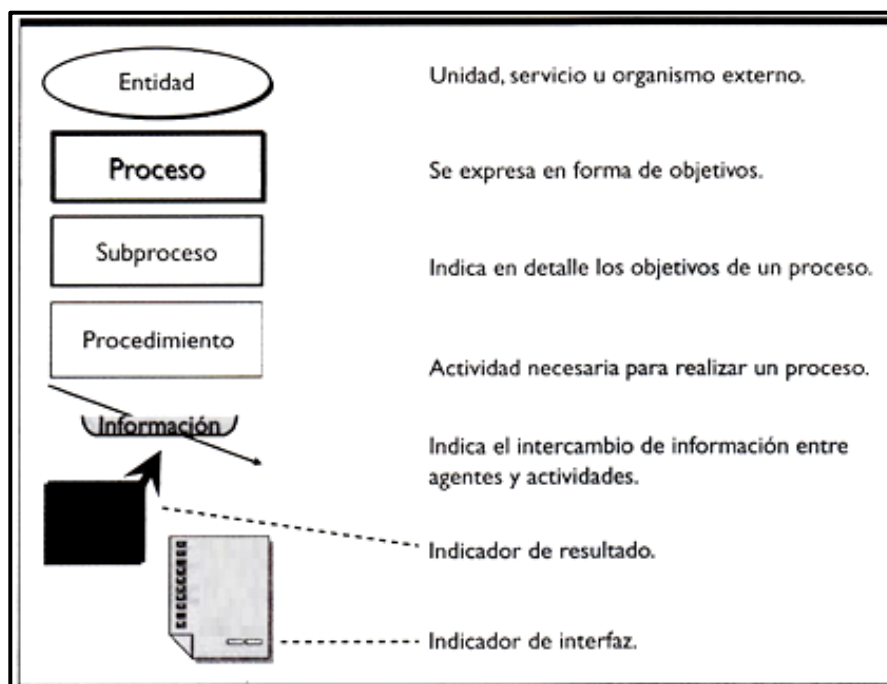 Entidad
Unidad, servicio u organismo externo.
Proceso
Se expresa en forma de objetivos.
Subproceso
Indica en detalle los objetivos de un proceso.
Procedimiento
Actividad necesaria para realizar un proceso.
Información
Indica el intercambio de información entre
agentes y actividades.
Indicador de resultado.
Indicador de interfaz.